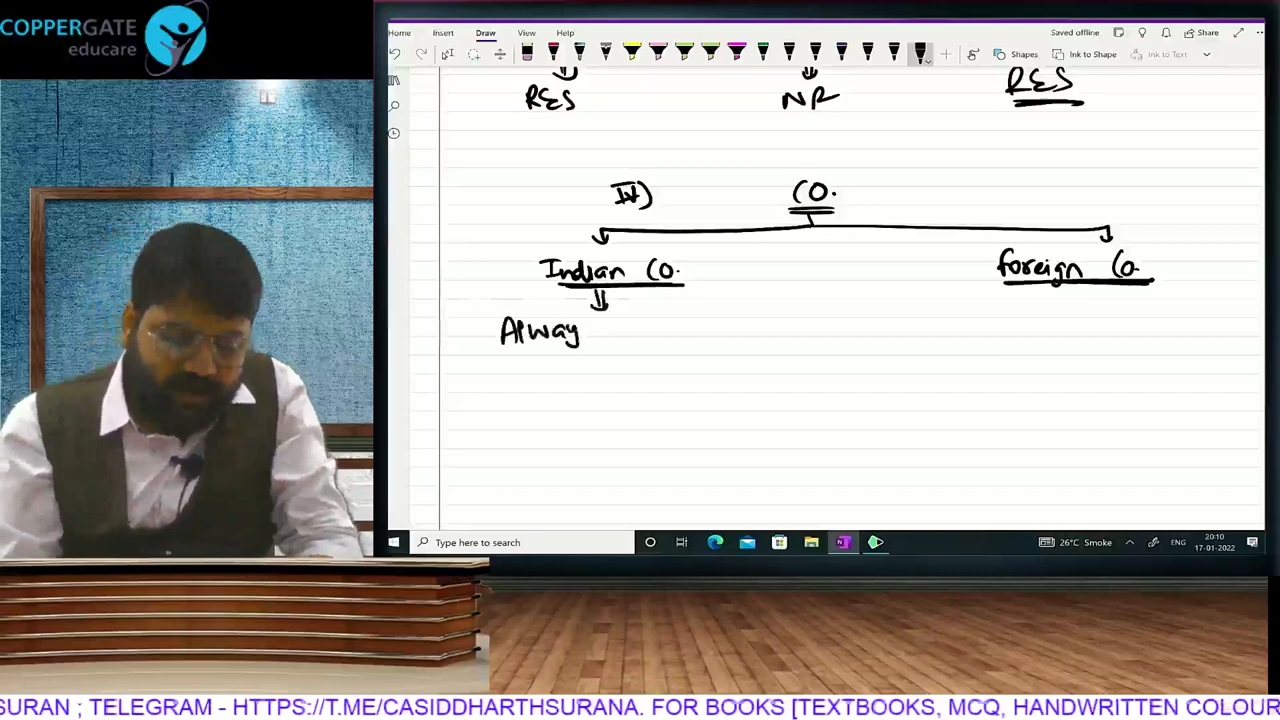 COPPERGATE
educare
Home Insert Draw View Help
Saved offline
Share
Shapes
Ink to Shape
Ink to Text
RES
NR
RES
IV) CO.
Indian CO.
foreign CO.
Alway
Type here to search
26°C Smoke
ENG
20:10
17-01-2022
SURAN ; TELEGRAM - HTTPS://T.ME/CASIDDHARTHSURANA. FOR BOOKS [TEXTBOOKS, MCQ, HANDWRITTEN COLOUR